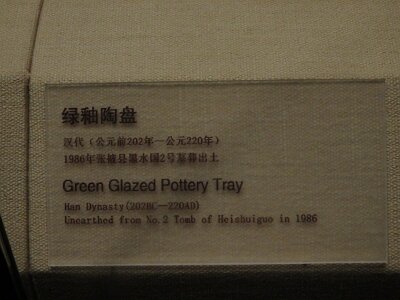 绿釉陶盘
汉代（公元前202年—公元220年）
1986年张掖县黑水国2号墓葬出土
Green Glazed Pottery Tray
Han Dynasty(202BC—220AD)
Unearthed from No.2 Tomb of Heishuiguo in 1986